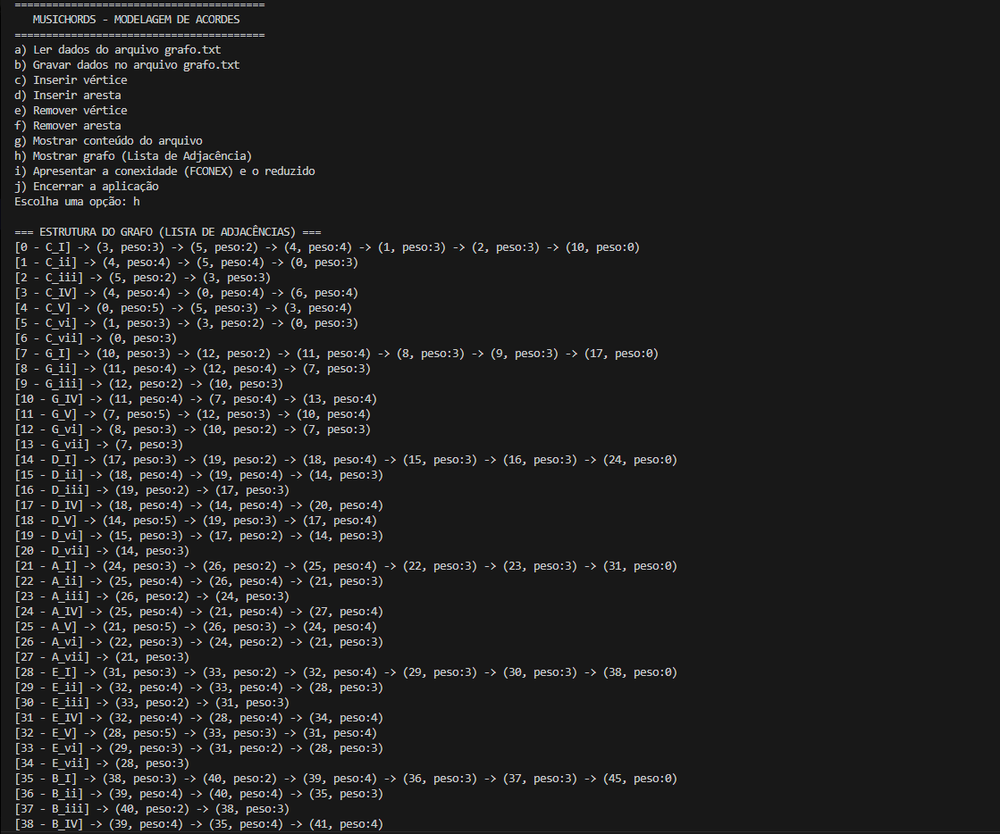 ========================================
MUSICHORDS - MODELAGEM DE ACORDES
========================================
a) Ler dados do arquivo grafo.txt
b) Gravar dados no arquivo grafo.txt
c) Inserir vértice
d) Inserir aresta
e) Remover vértice
f) Remover aresta
g) Mostrar conteúdo do arquivo
h) Mostrar grafo (Lista de Adjacência)
i) Apresentar a conexidade (FCONEX) e o reduzido
j) Encerrar a aplicação
Escolha uma opção: h
=== ESTRUTURA DO GRAFO (LISTA DE ADJACÊNCIAS) ===
[0 - C_I] -> (3, peso:3) -> (5, peso:2) -> (4, peso:4) -> (1, peso:3) -> (2, peso:3) -> (10, peso:0)
[1 - C_ii] -> (4, peso:4) -> (5, peso:4) -> (0, peso:3)
[2 - C_iii] -> (5, peso:2) -> (3, peso:3)
[3 - C_IV] -> (4, peso:4) -> (0, peso:4) -> (6, peso:4)
[4 - C_V] -> (0, peso:5) -> (5, peso:3) -> (3, peso:4)
[5 - C_vi] -> (1, peso:3) -> (3, peso:2) -> (0, peso:3)
[6 - C_vii] -> (0, peso:3)
[7 - G_I] -> (10, peso:3) -> (12, peso:2) -> (11, peso:4) -> (8, peso:3) -> (9, peso:3) -> (17, peso:0)
[8 - G_ii] -> (11, peso:4) -> (12, peso:4) -> (7, peso:3)
[9 - G_iii] -> (12, peso:2) -> (10, peso:3)
[10 - G_IV] -> (11, peso:4) -> (7, peso:4) -> (13, peso:4)
[11 - G_V] -> (7, peso:5) -> (12, peso:3) -> (10, peso:4)
[12 - G_vi] -> (8, peso:3) -> (10, peso:2) -> (7, peso:3)
[13 - G_vii] -> (7, peso:3)
[14 - D_I] -> (17, peso:3) -> (19, peso:2) -> (18, peso:4) -> (15, peso:3) -> (16, peso:3) -> (24, peso:0)
[15 - D_ii] -> (18, peso:4) -> (19, peso:4) -> (14, peso:3)
[16 - D_iii] -> (19, peso:2) -> (17, peso:3)
[17 - D_IV] -> (18, peso:4) -> (14, peso:4) -> (20, peso:4)
[18 - D_V] -> (14, peso:5) -> (19, peso:3) -> (17, peso:4)
[19 - D_vi] -> (15, peso:3) -> (17, peso:2) -> (14, peso:3)
[20 - D_vii] -> (14, peso:3)
[21 - A_I] -> (24, peso:3) -> (26, peso:2) -> (25, peso:4) -> (22, peso:3) -> (23, peso:3) -> (31, peso:0)
[22 - A_ii] -> (25, peso:4) -> (26, peso:4) -> (21, peso:3)
[23 - A_iii] -> (26, peso:2) -> (24, peso:3)
[24 - A_IV] -> (25, peso:4) -> (21, peso:4) -> (27, peso:4)
[25 - A_V] -> (21, peso:5) -> (26, peso:3) -> (24, peso:4)
[26 - A_vi] -> (22, peso:3) -> (24, peso:2) -> (21, peso:3)
[27 - A_vii] -> (21, peso:3)
[28 - E_I] -> (31, peso:3) -> (33, peso:2) -> (32, peso:4) -> (29, peso:3) -> (30, peso:3) -> (38, peso:0)
[29 - E_ii] -> (32, peso:4) -> (33, peso:4) -> (28, peso:3)
[30 - E_iii] -> (33, peso:2) -> (31, peso:3)
[31 - E_IV] -> (32, peso:4) -> (28, peso:4) -> (34, peso:4)
[32 - E_V] -> (28, peso:5) -> (33, peso:3) -> (31, peso:4)
[33 - E_vi] -> (29, peso:3) -> (31, peso:2) -> (28, peso:3)
[34 - E_vii] -> (28, peso:3)
[35 - B_I] -> (38, peso:3) -> (40, peso:2) -> (39, peso:4) -> (36, peso:3) -> (37, peso:3) -> (45, peso:0)
[36 - B_ii] -> (39, peso:4) -> (40, peso:4) -> (35, peso:3)
[37 - B_iii] -> (40, peso:2) -> (38, peso:3)
[38 - B_IV] -> (39, peso:4) -> (35, peso:4) -> (41, peso:4)